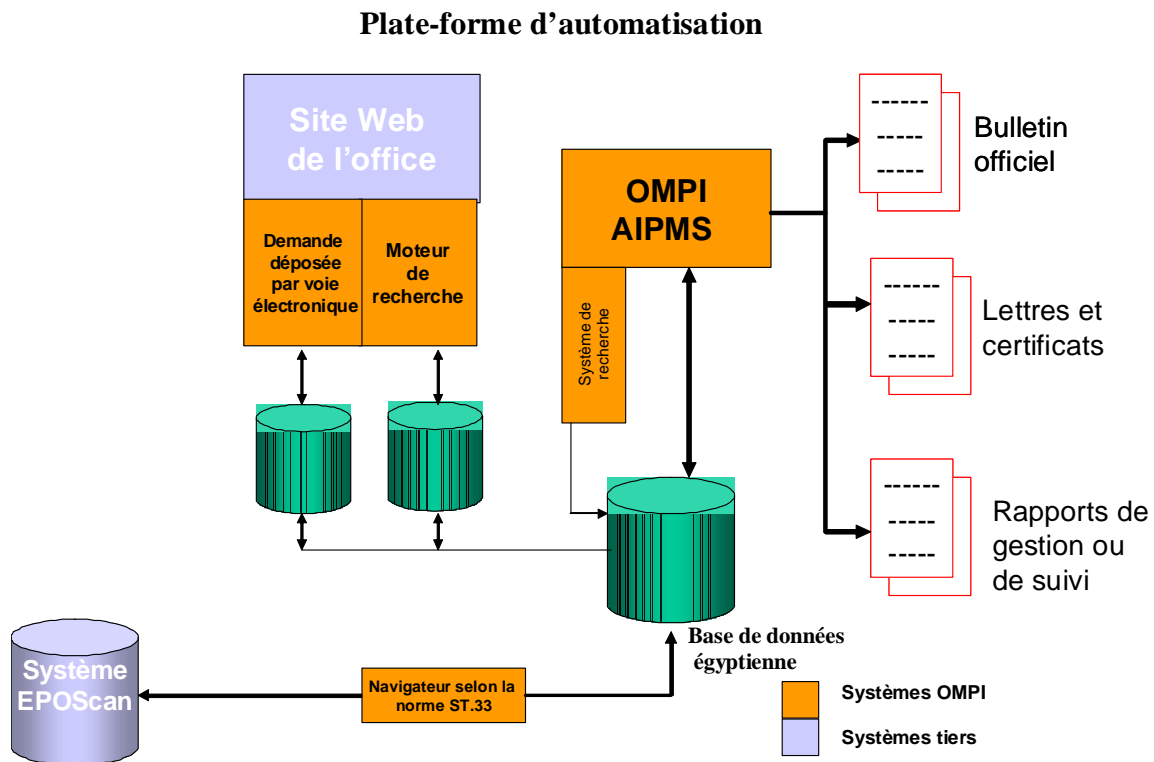 Plate-forme d’automatisation
Site Web
de l’office
Demande
déposée
par voie
électronique
Moteur
de
recherche
OMPI
AIPMS
Système de
recherche
------
-----
-----
Bulletin
officiel
------
-----
-----
Lettres et
certificats
------
-----
-----
Rapports de
gestion ou
de suivi
Base de données
égyptienne
Système
EPOScan
Navigateur selon la
norme ST.33
Systèmes OMPI
Systèmes tiers